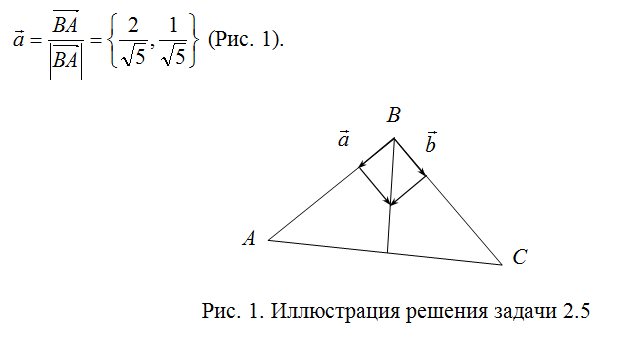 a⃗ = BA⃗ / |BA⃗| = {2/√5, 1/√5} (Рис. 1).
B
a⃗
b⃗
A
C
Рис. 1. Иллюстрация решения задачи 2.5